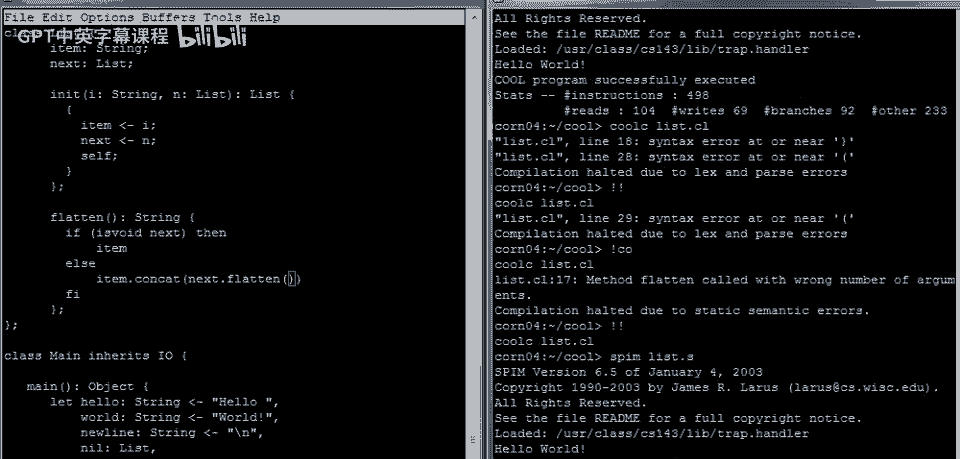 File Edit Options Buffers Tools Help
GPT中英字幕课程 bilibili
item: String;
next: List;
init(i: String, n: List): List {
{
item <- i;
next <- n;
self;
}
};
flatten(): String {
if (isvoid next) then
item
else
item.concat(next.flatten())
fi
};
};
class Main inherits IO {
main(): Object {
let hello: String <- "Hello ",
world: String <- "World!",
newline: String <- "\n",
nil: List,
All Rights Reserved.
See the file README for a full copyright notice.
Loaded: /usr/class/cs143/lib/trap.handler
Hello World!
COOL program successfully executed
Stats -- #instructions : 498
#reads : 104  #writes 69  #branches 92  #other 233
corn04:~/cool> coolc list.cl
"list.cl", line 18: syntax error at or near '}'
"list.cl", line 28: syntax error at or near '('
Compilation halted due to lex and parse errors
corn04:~/cool> !!
coolc list.cl
"list.cl", line 29: syntax error at or near '('
Compilation halted due to lex and parse errors
corn04:~/cool> !co
coolc list.cl
list.cl:17: Method flatten called with wrong number of argum
ents.
Compilation halted due to static semantic errors.
corn04:~/cool> !!
coolc list.cl
corn04:~/cool> spim list.s
SPIM Version 6.5 of January 4, 2003
Copyright 1990-2003 by James R. Larus (larus@cs.wisc.edu).
All Rights Reserved.
See the file README for a full copyright notice.
Loaded: /usr/class/cs143/lib/trap.handler
Hello World!